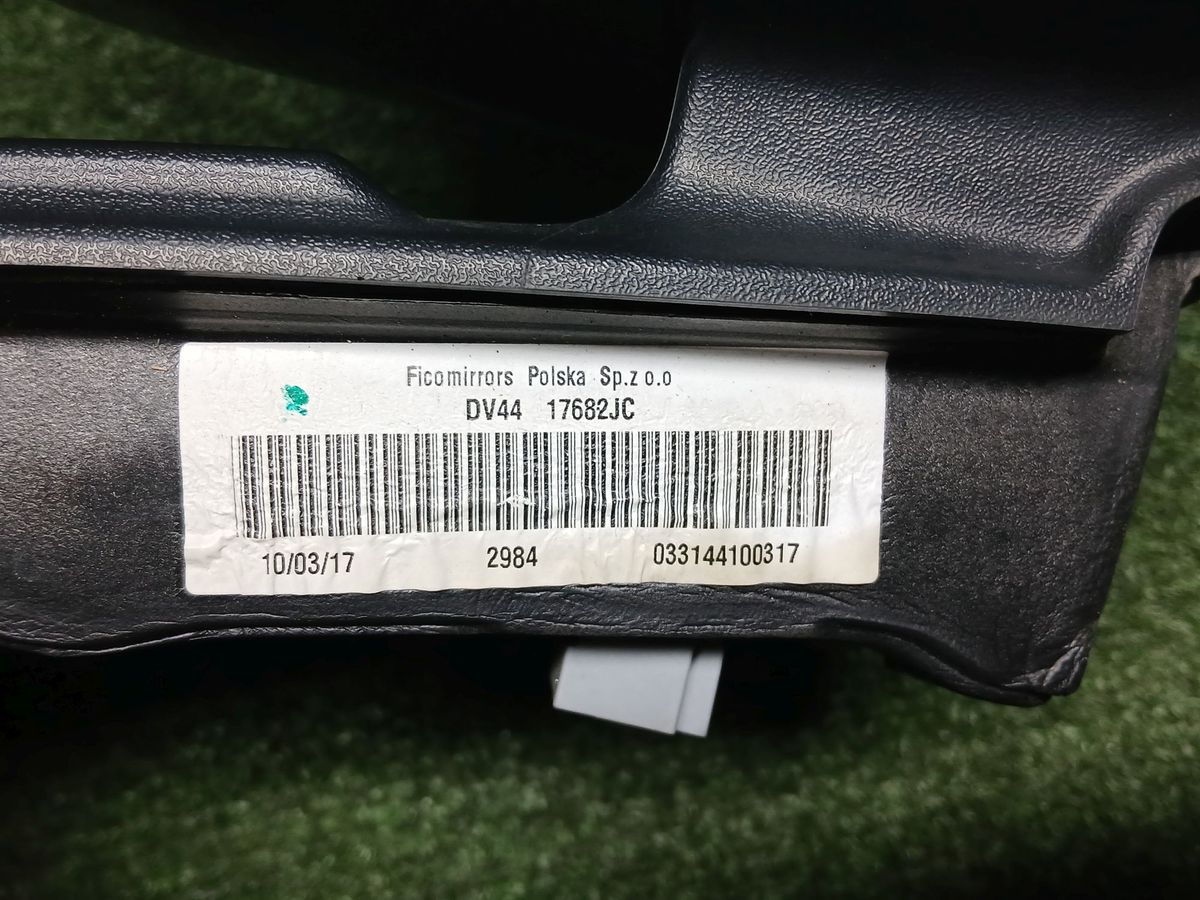 Ficomirrors Polska Sp.z o.o
DV44 17682JC
10/03/17 2984 033144100317